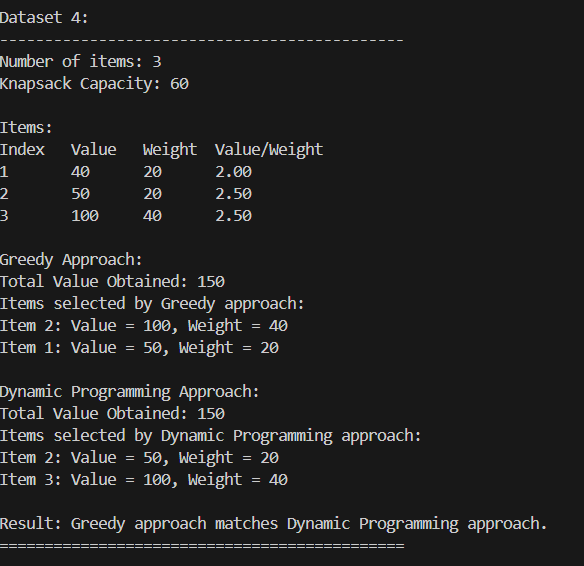 Dataset 4:
---------------------------------------------
Number of items: 3
Knapsack Capacity: 60
Items:
Index   Value   Weight  Value/Weight
1       40      20      2.00
2       50      20      2.50
3       100     40      2.50
Greedy Approach:
Total Value Obtained: 150
Items selected by Greedy approach:
Item 2: Value = 100, Weight = 40
Item 1: Value = 50, Weight = 20
Dynamic Programming Approach:
Total Value Obtained: 150
Items selected by Dynamic Programming approach:
Item 2: Value = 50, Weight = 20
Item 3: Value = 100, Weight = 40
Result: Greedy approach matches Dynamic Programming approach.
=============================================